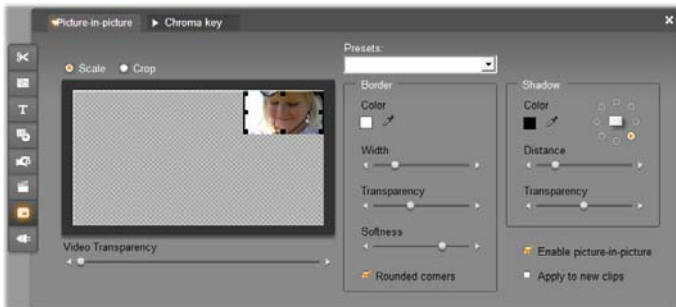 Picture-in-picture
Chroma key
Presets:
Scale
Crop
Border
Color
Width
Transparency
Softness
Rounded corners
Shadow
Color
Distance
Transparency
Enable picture-in-picture
Apply to new clips
Video Transparency
T